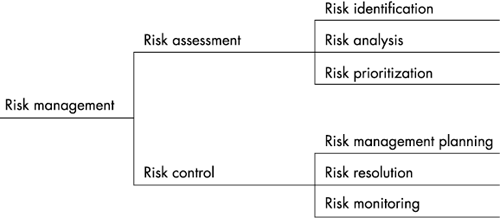 Risk identification
Risk assessment
Risk analysis
Risk prioritization
Risk management
Risk management planning
Risk control
Risk resolution
Risk monitoring